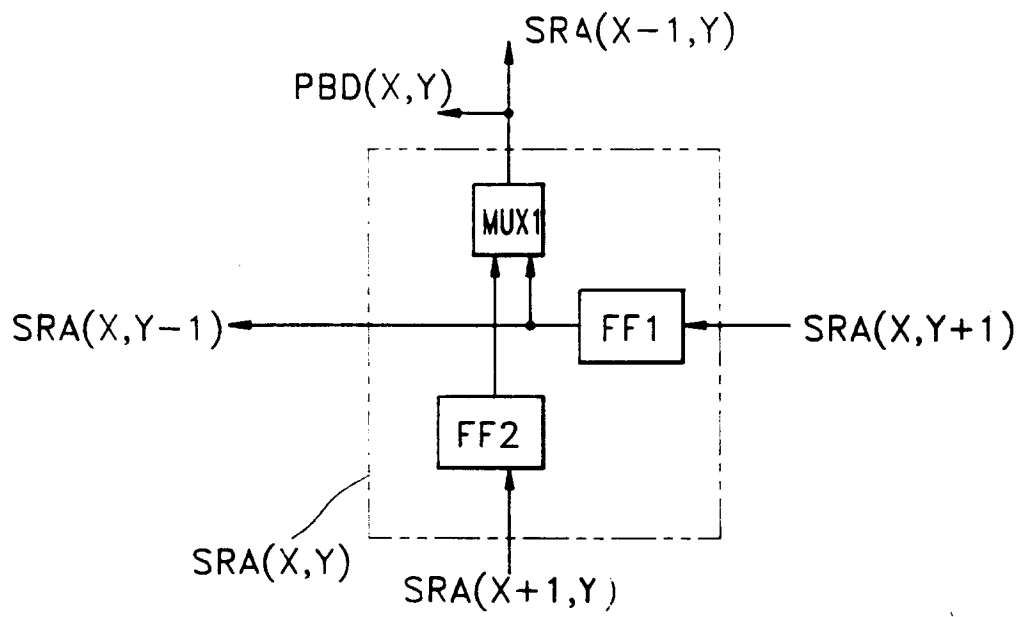 SRA(X-1,Y)
PBD(X,Y)
MUX1
SRA(X,Y-1)
FF1
SRA(X,Y+1)
FF2
SRA(X,Y)
SRA(X+1,Y)